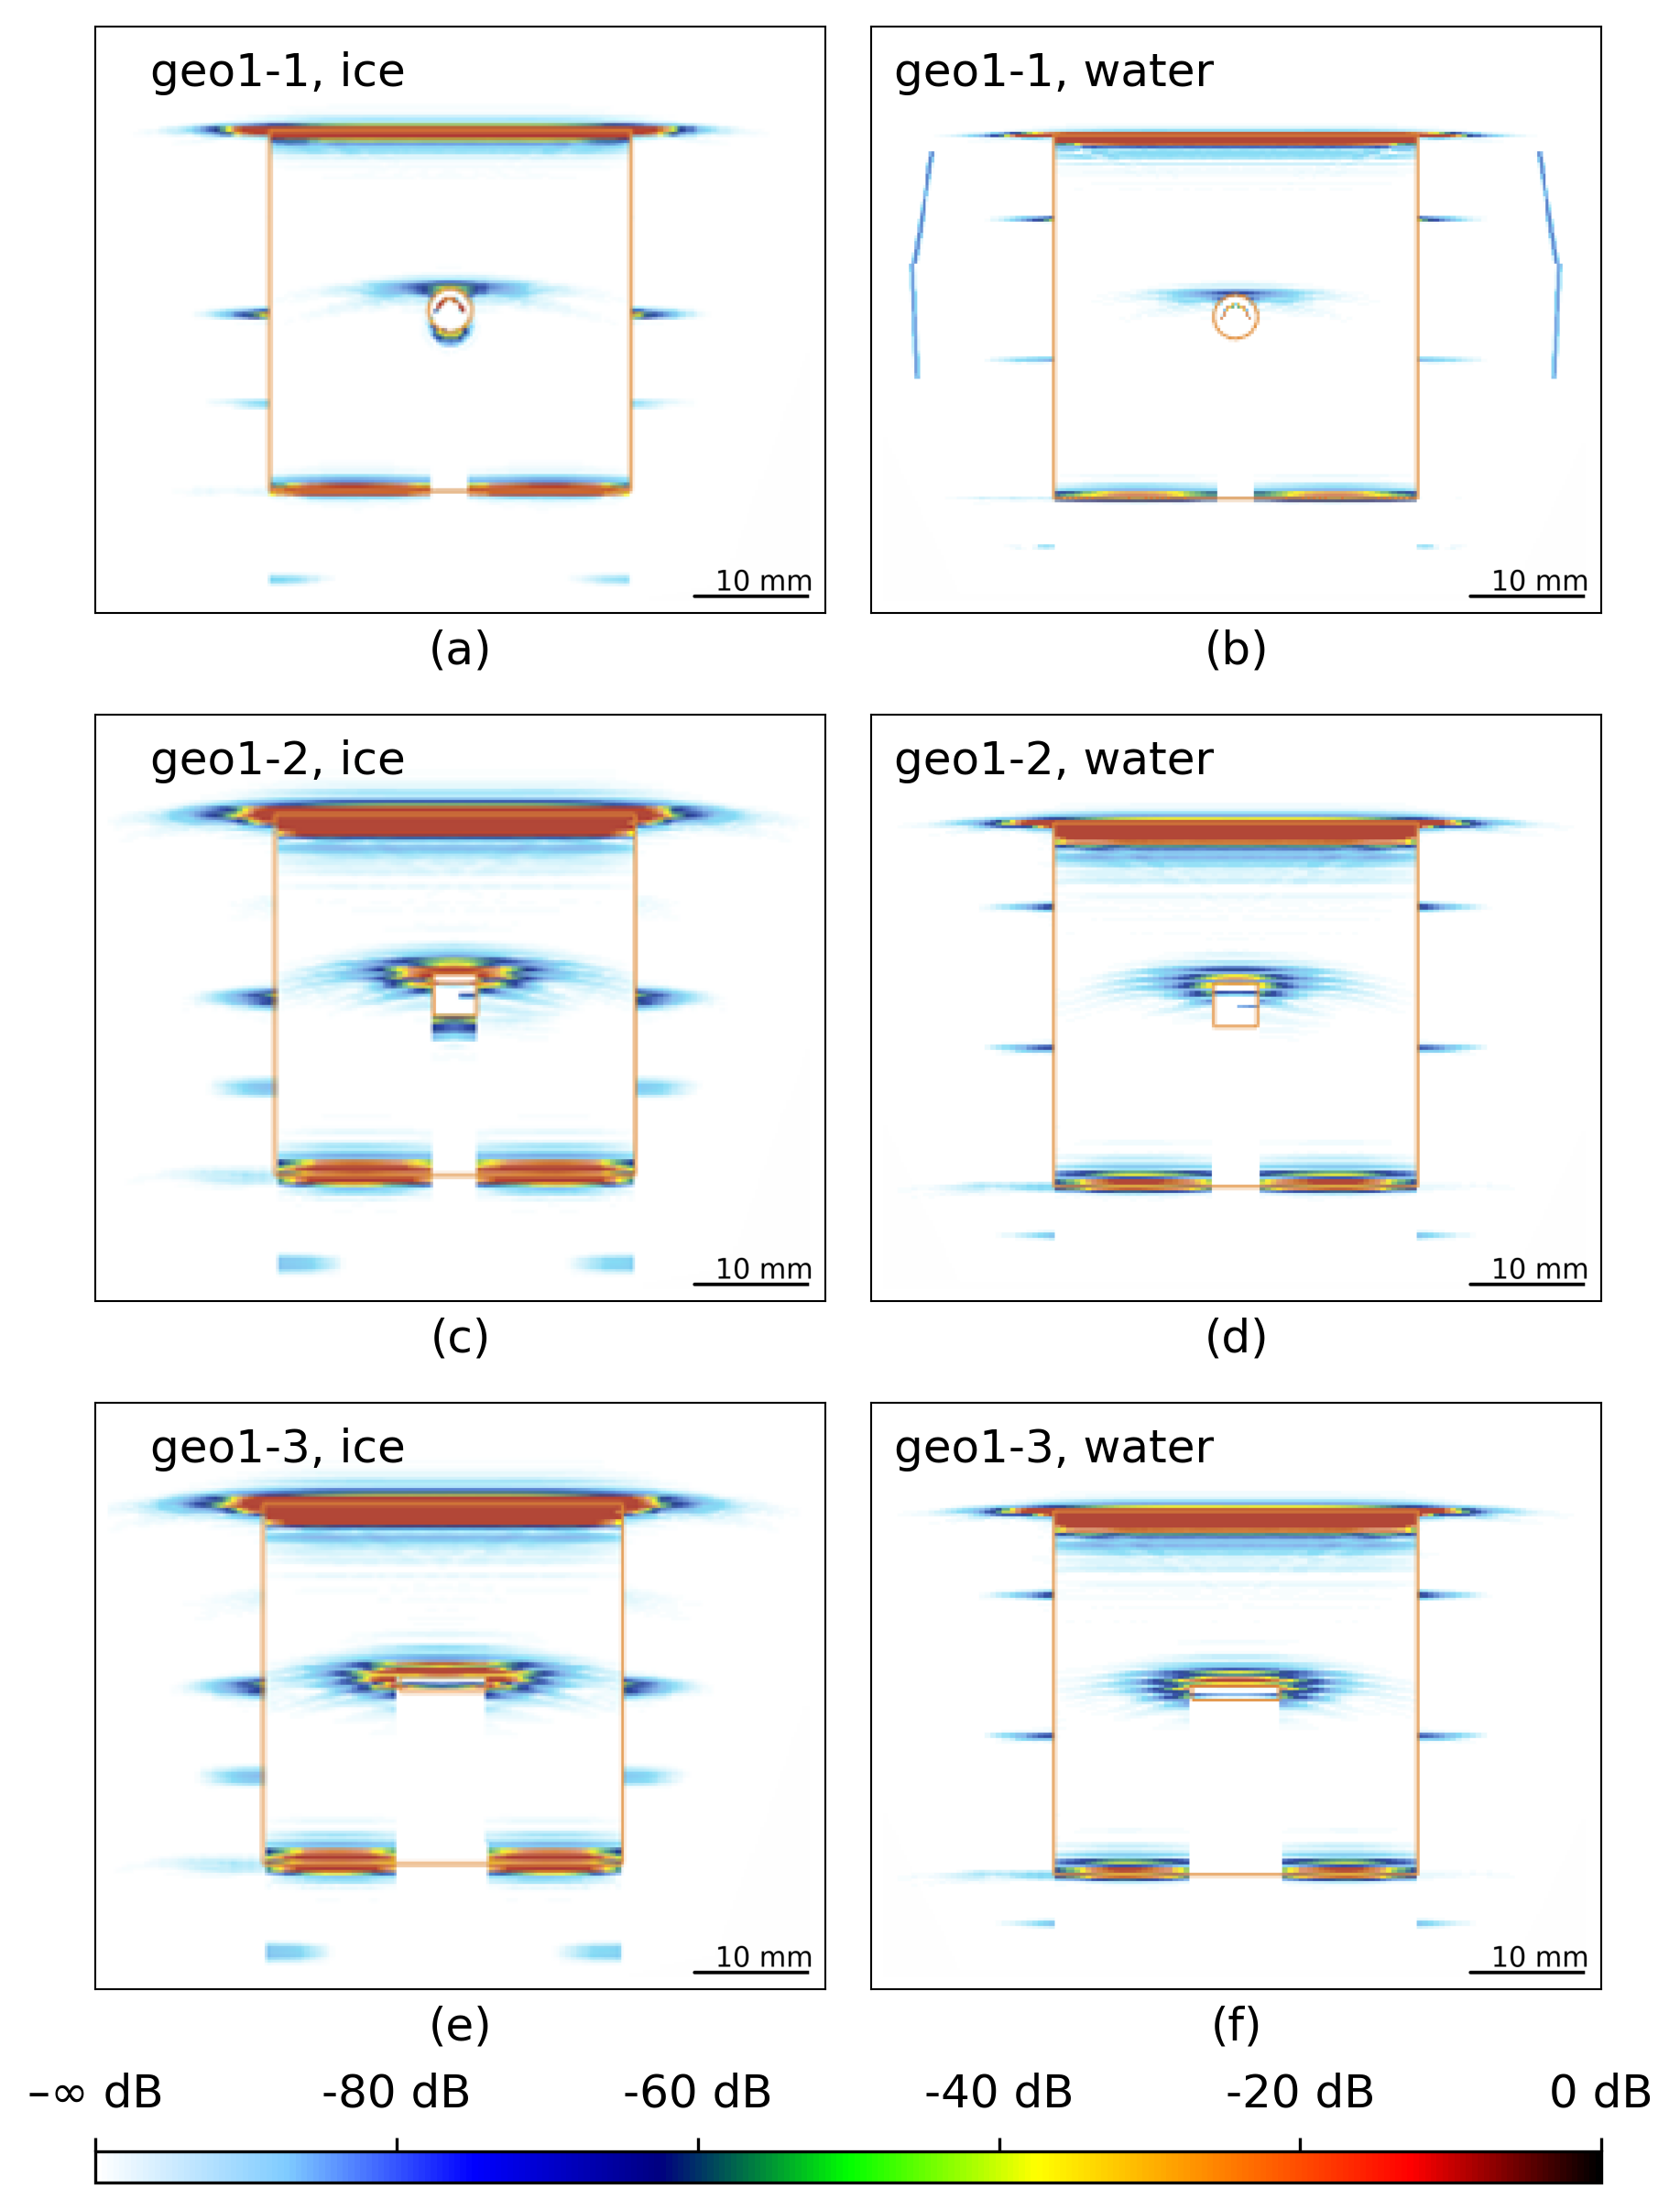 geo1-1, ice
10 mm
(a)
geo1-1, water
10 mm
(b)
geo1-2, ice
10 mm
(c)
geo1-2, water
10 mm
(d)
geo1-3, ice
10 mm
(e)
geo1-3, water
10 mm
(f)
–∞ dB -80 dB -60 dB -40 dB -20 dB 0 dB